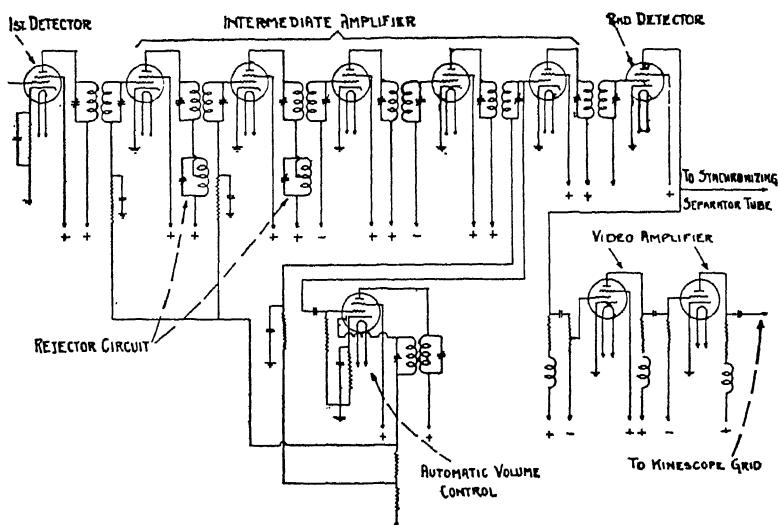 1ST DETECTOR
INTERMEDIATE AMPLIFIER
2ND DETECTOR
+ + + + + + - + + - + + + + +
TO SYNCHRONIZING
SEPARATOR TUBE
VIDEO AMPLIFIER
REJECTOR CIRCUIT
+ +
+ - + + - +
AUTOMATIC VOLUME
CONTROL
TO KINESCOPE GRID